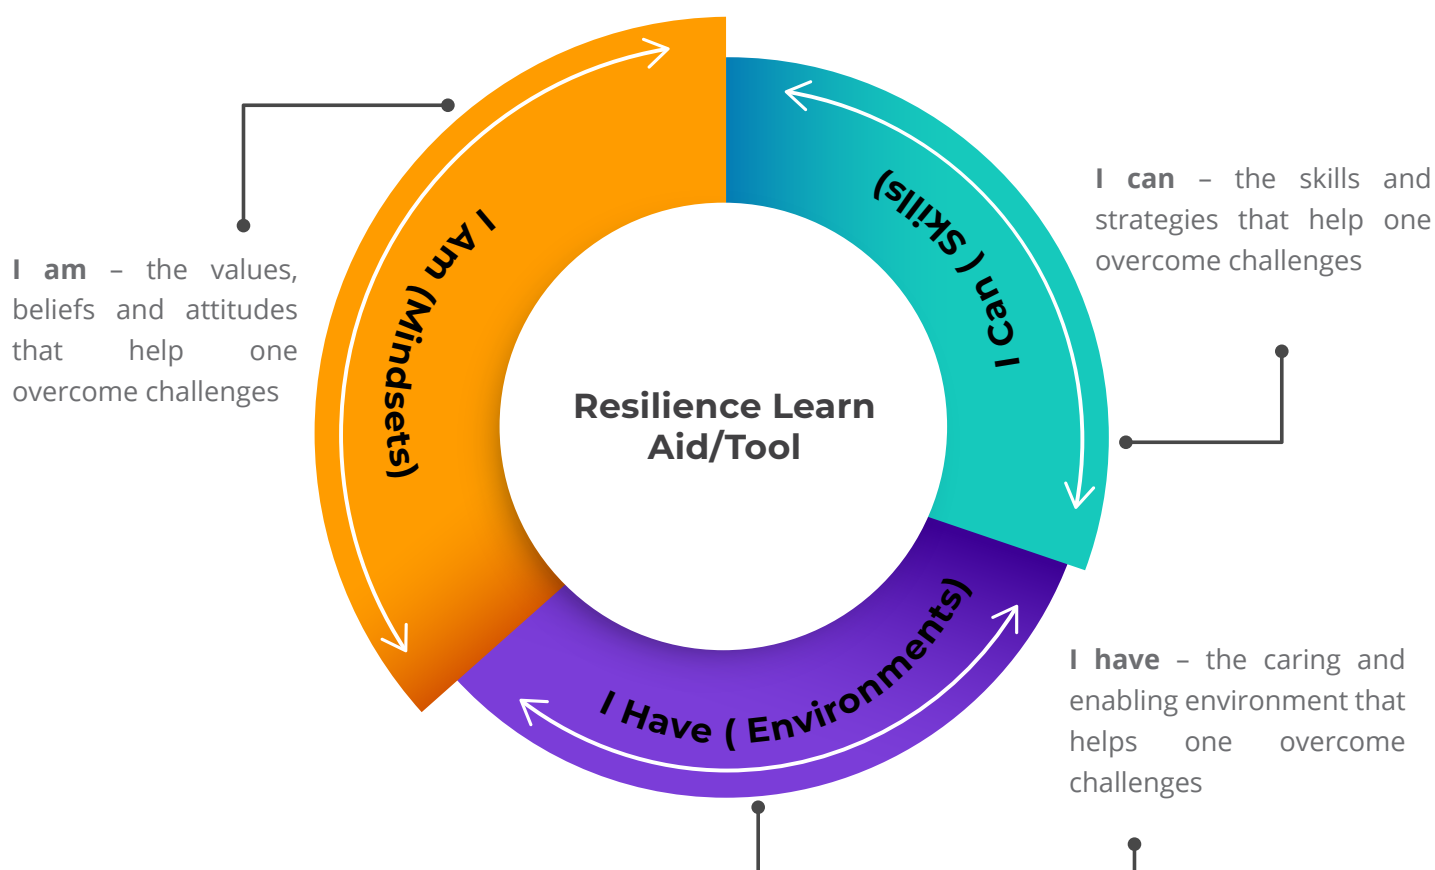 I Am (Mindsets)
I Can ( Skills)
I can – the skills and
strategies that help one
overcome challenges
I am – the values,
beliefs and attitudes
that help one
overcome challenges
Resilience Learn
Aid/Tool
I Have ( Environments)
I have – the caring and
enabling environment that
helps one overcome
challenges